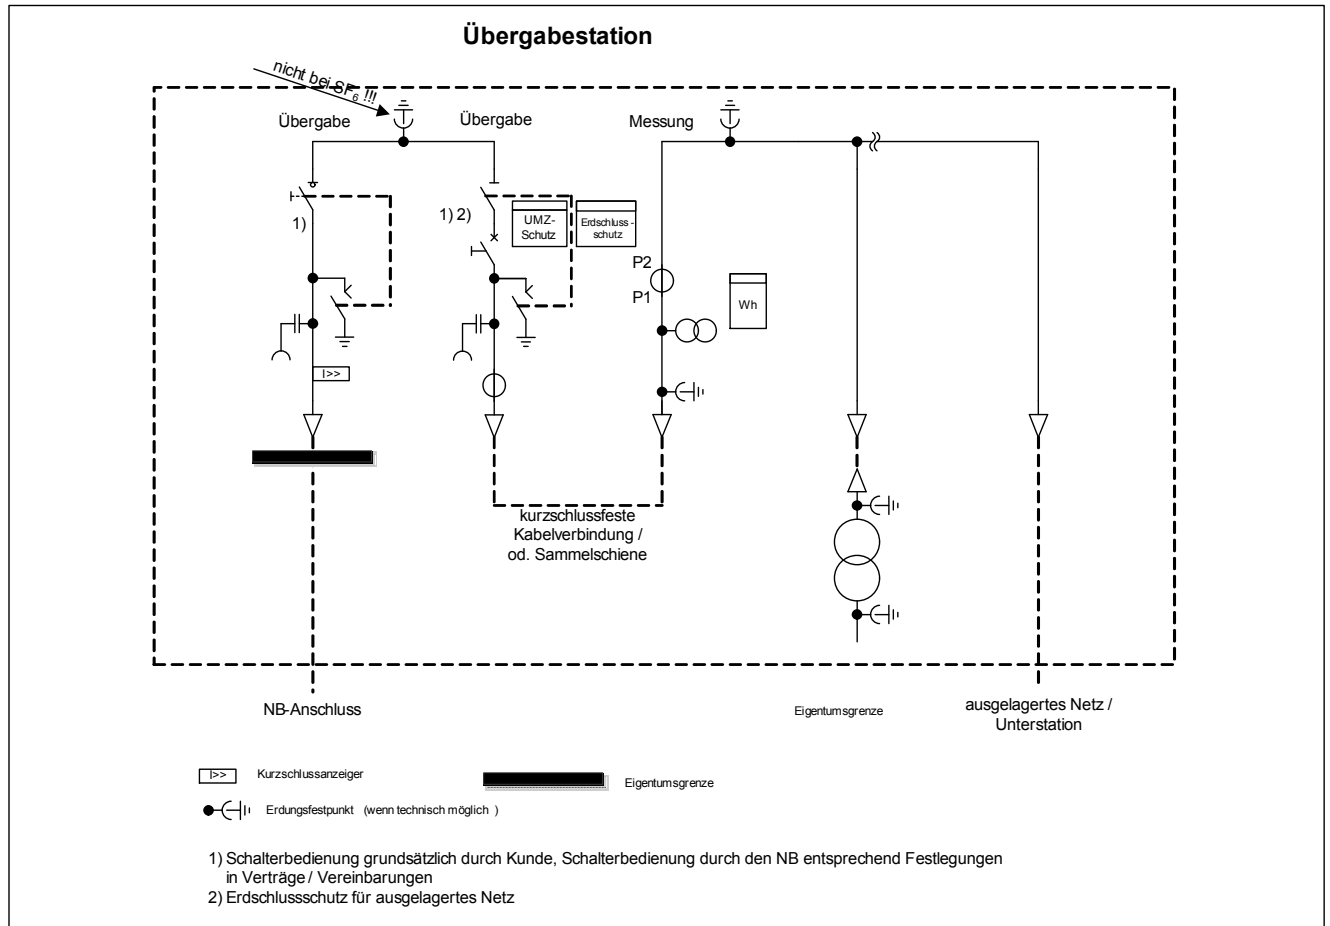 Übergabestation
nicht bei SF6 !!!
Übergabe
Übergabe
Messung
1)
1) 2)
UMZ-
Schutz
Erdschluss-
schutz
P2
P1
Wh
I>>
kurzschlussfeste
Kabelverbindung /
od. Sammelschiene
NB-Anschluss
Eigentumsgrenze
ausgelagertes Netz /
Unterstation
I>> Kurzschlussanzeiger
Eigentumsgrenze
Erdungsfestpunkt (wenn technisch möglich )
1) Schalterbedienung grundsätzlich durch Kunde, Schalterbedienung durch den NB entsprechend Festlegungen
in Verträge / Vereinbarungen
2) Erdschlussschutz für ausgelagertes Netz